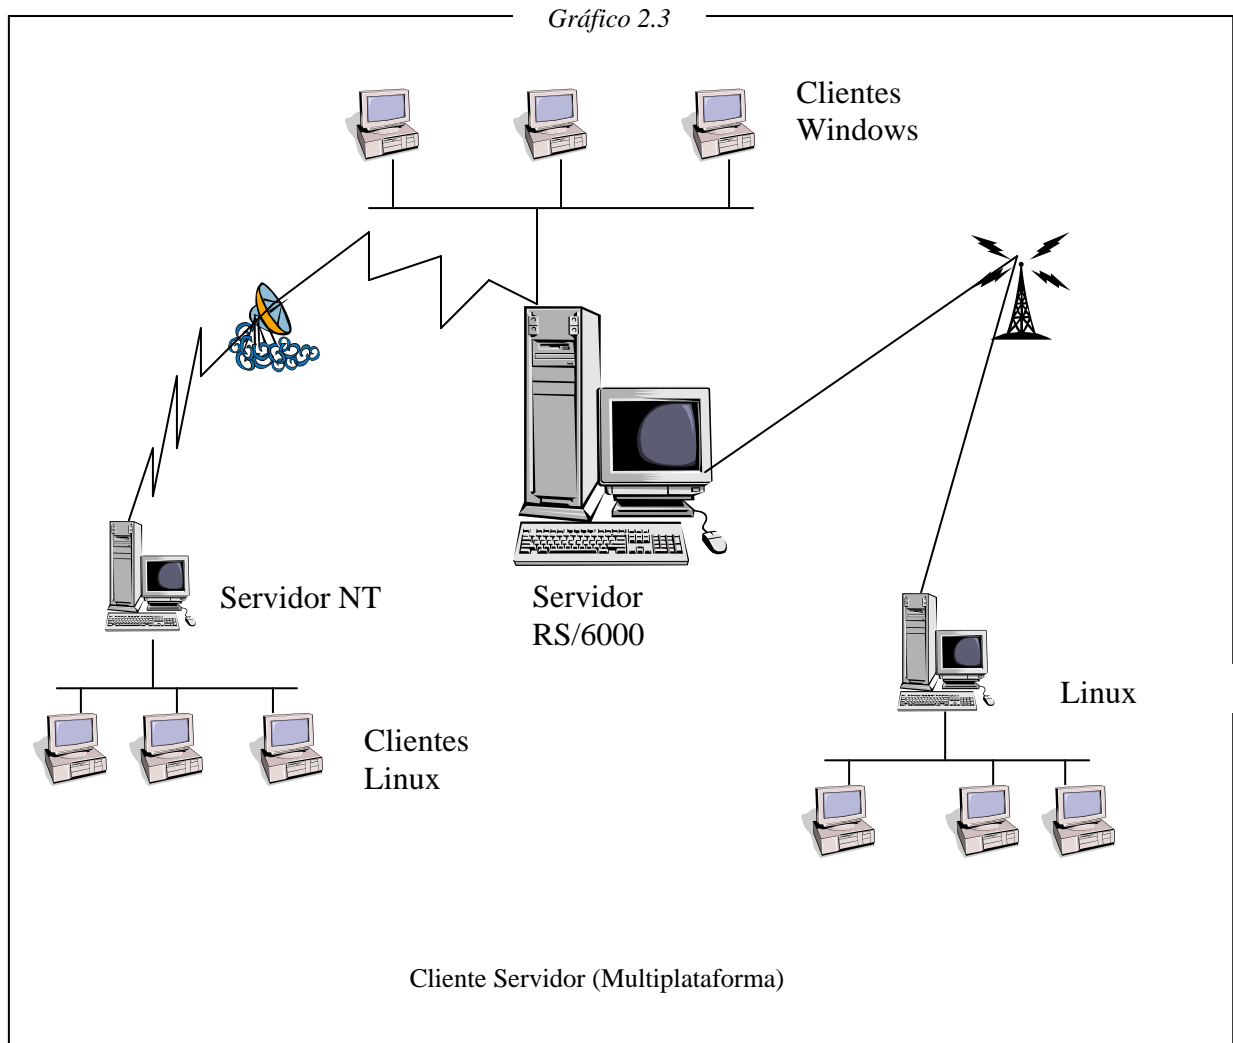 Gráfico 2.3
Clientes
Windows
Servidor NT
Servidor
RS/6000
Linux
Clientes
Linux
Cliente Servidor (Multiplataforma)